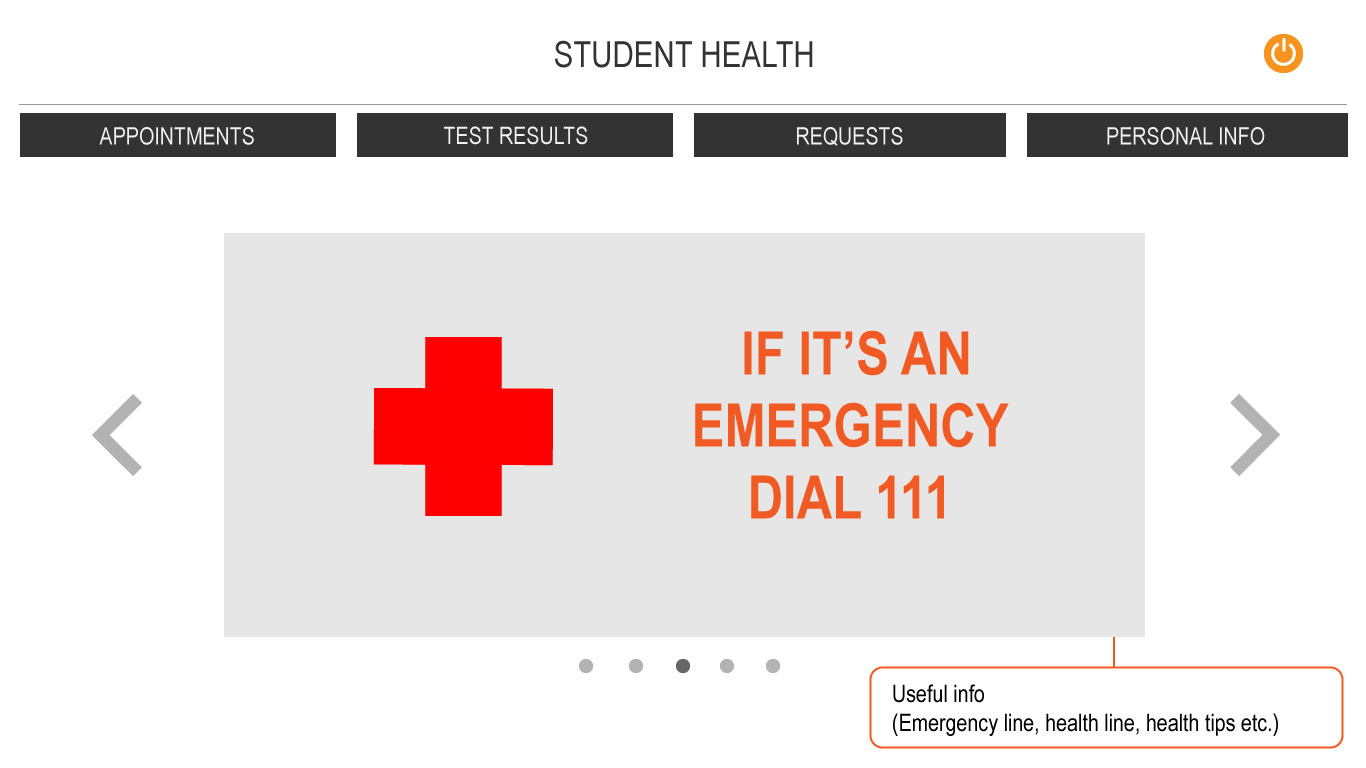 STUDENT HEALTH
APPOINTMENTS
TEST RESULTS
REQUESTS
PERSONAL INFO
IF IT’S AN
EMERGENCY
DIAL 111
Useful info
(Emergency line, health line, health tips etc.)